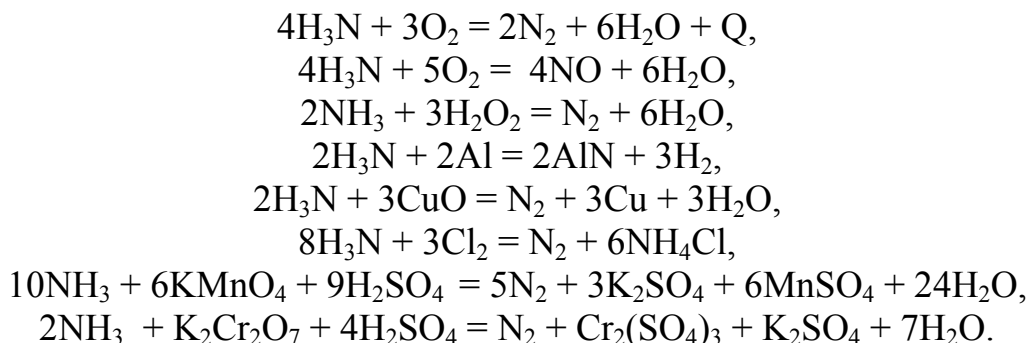 4H₃N + 3O₂ = 2N₂ + 6H₂O + Q,
4H₃N + 5O₂ = 4NO + 6H₂O,
2NH₃ + 3H₂O₂ = N₂ + 6H₂O,
2H₃N + 2Al = 2AlN + 3H₂,
2H₃N + 3CuO = N₂ + 3Cu + 3H₂O,
8H₃N + 3Cl₂ = N₂ + 6NH₄Cl,
10NH₃ + 6KMnO₄ + 9H₂SO₄ = 5N₂ + 3K₂SO₄ + 6MnSO₄ + 24H₂O,
2NH₃ + K₂Cr₂O₇ + 4H₂SO₄ = N₂ + Cr₂(SO₄)₃ + K₂SO₄ + 7H₂O.